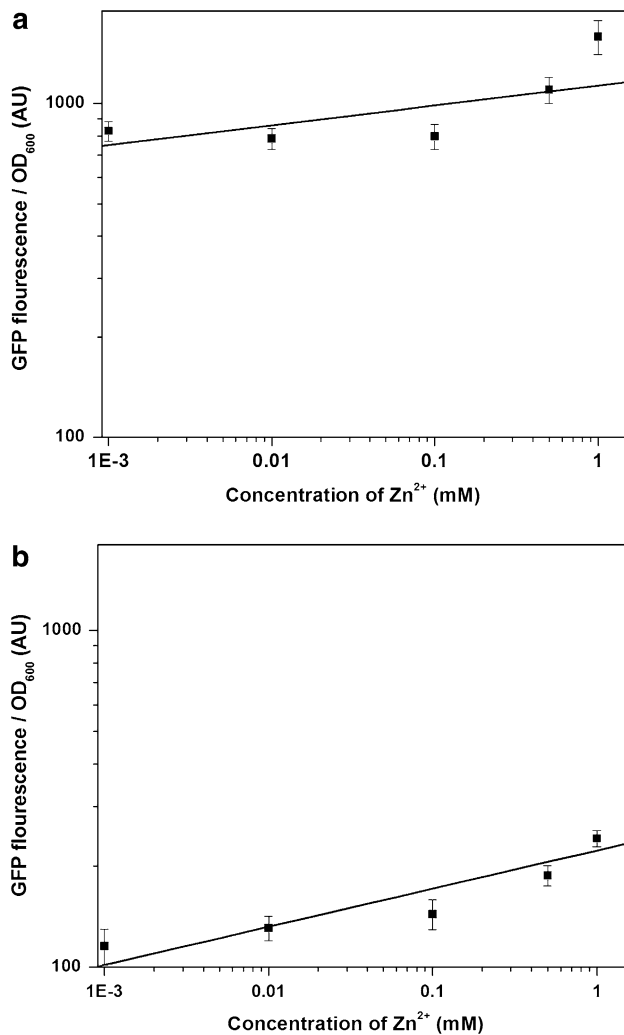 a
GFP flourescence / OD600 (AU)
1000
100
1E-3 0.01 0.1 1
Concentration of Zn2+ (mM)
b
GFP flourescence / OD600 (AU)
1000
100
1E-3 0.01 0.1 1
Concentration of Zn2+ (mM)